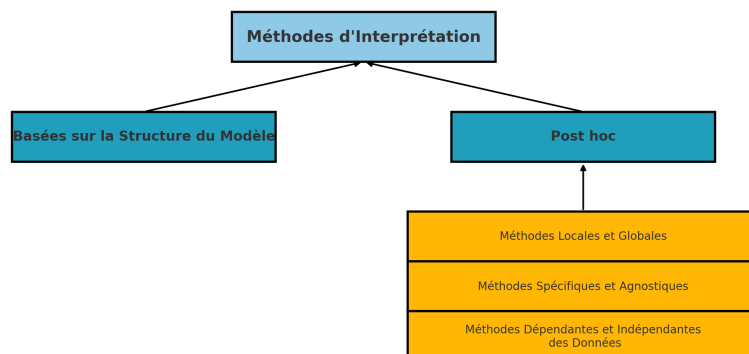 Méthodes d'Interprétation
Basées sur la Structure du Modèle
Post hoc
Méthodes Locales et Globales
Méthodes Spécifiques et Agnostiques
Méthodes Dépendantes et Indépendantes
des Données